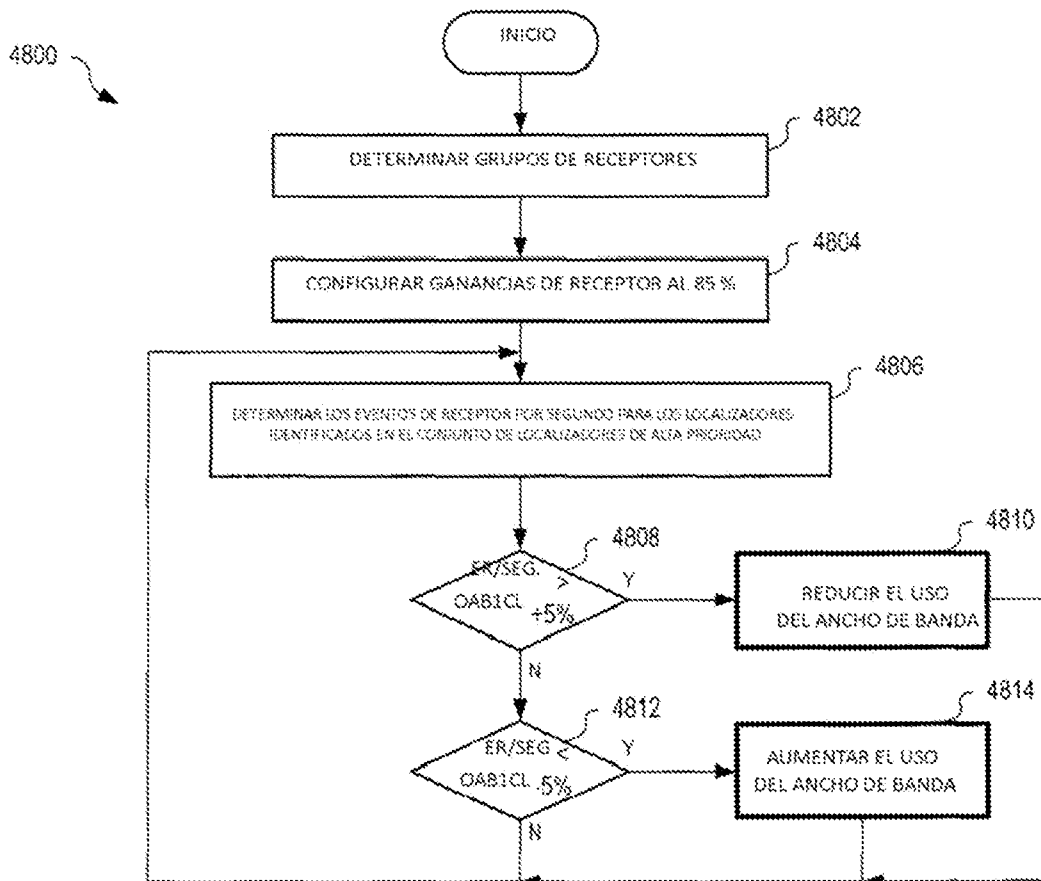 INICIO
4800
4802
DETERMINAR GRUPOS DE RECEPTORES
4804
CONFIGURAR GANANCIAS DE RECEPTOR AL 85 %
4806
DETERMINAR LOS EVENTOS DE RECEPTOR POR SEGUNDO PARA LOS LOCALIZADORES
IDENTIFICADOS EN EL CONJUNTO DE LOCALIZADORES DE ALTA PRIORIDAD
4808
ER/SEG. >
OAB1CL +5%
Y
N
4810
REDUCIR EL USO
DEL ANCHO DE BANDA
4812
ER/SEG <
OAB1CL -5%
Y
N
4814
AUMENTAR EL USO
DEL ANCHO DE BANDA